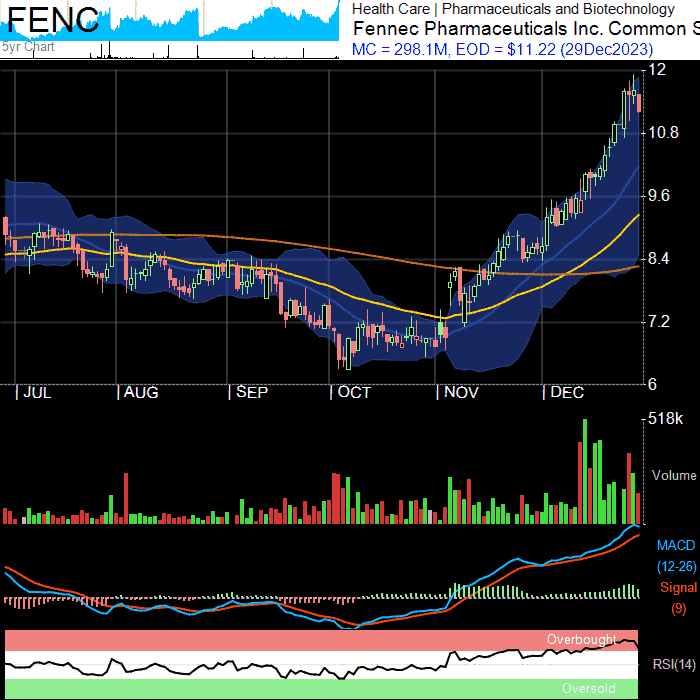 FENC
5yr Chart
Health Care | Pharmaceuticals and Biotechnology
Fennec Pharmaceuticals Inc. Common S
MC = 298.1M, EOD = $11.22 (29Dec2023)
12
10.8
9.6
8.4
7.2
6
JUL AUG SEP OCT NOV DEC
518k
Volume
MACD
(12-26)
Signal
(9)
Overbought
RSI(14)
Oversold